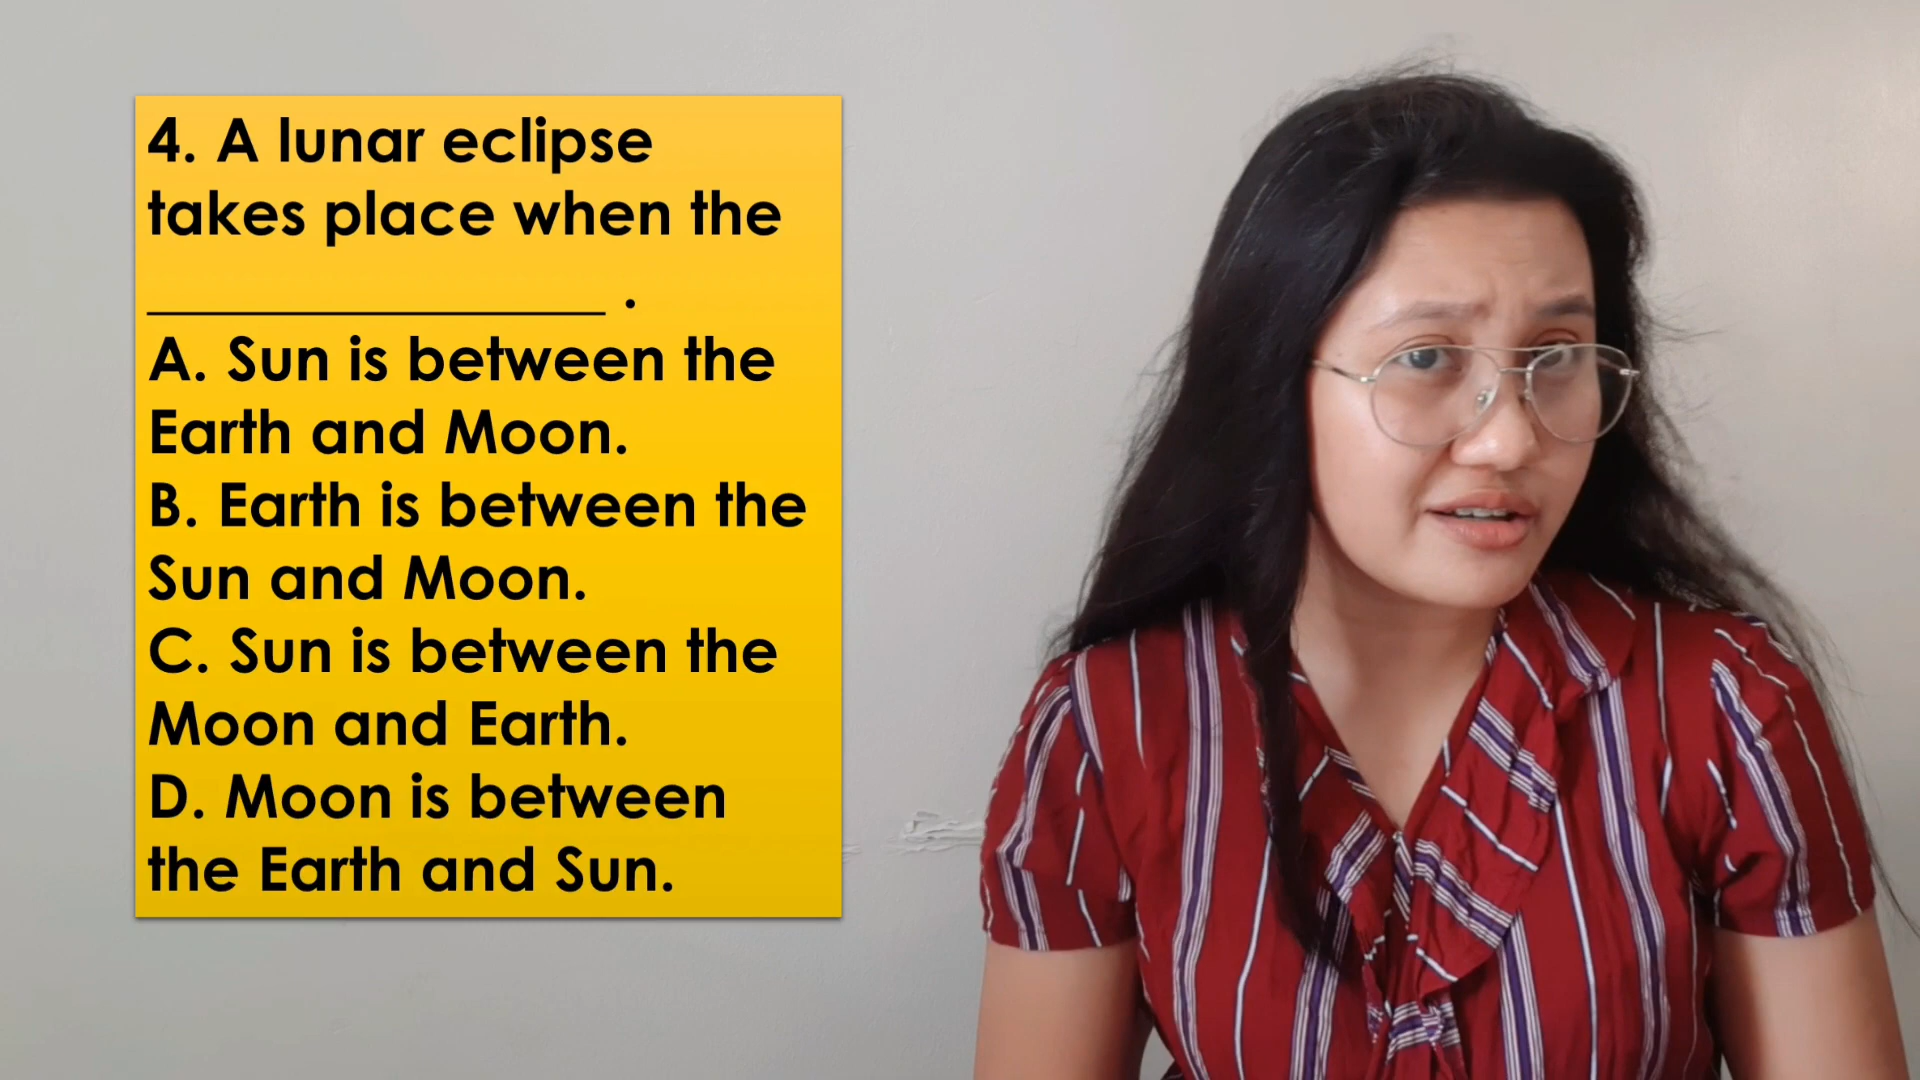 4. A lunar eclipse
takes place when the
________________ .
A. Sun is between the
Earth and Moon.
B. Earth is between the
Sun and Moon.
C. Sun is between the
Moon and Earth.
D. Moon is between
the Earth and Sun.